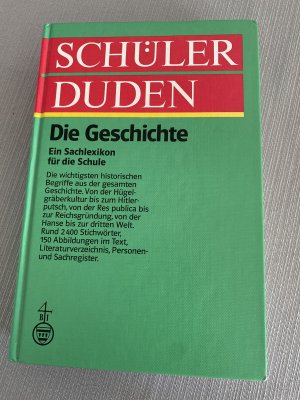 SCHÜLER
DUDEN
Die Geschichte
Ein Sachlexikon
für die Schule
Die wichtigsten historischen
Begriffe aus der gesamten
Geschichte. Von der Hügel-
gräberkultur bis zum Hitler-
putsch, von der Res publica bis
zur Reichsgründung, von der
Hanse bis zur dritten Welt.
Rund 2400 Stichwörter,
150 Abbildungen im Text,
Literaturverzeichnis, Personen-
und Sachregister.
B I